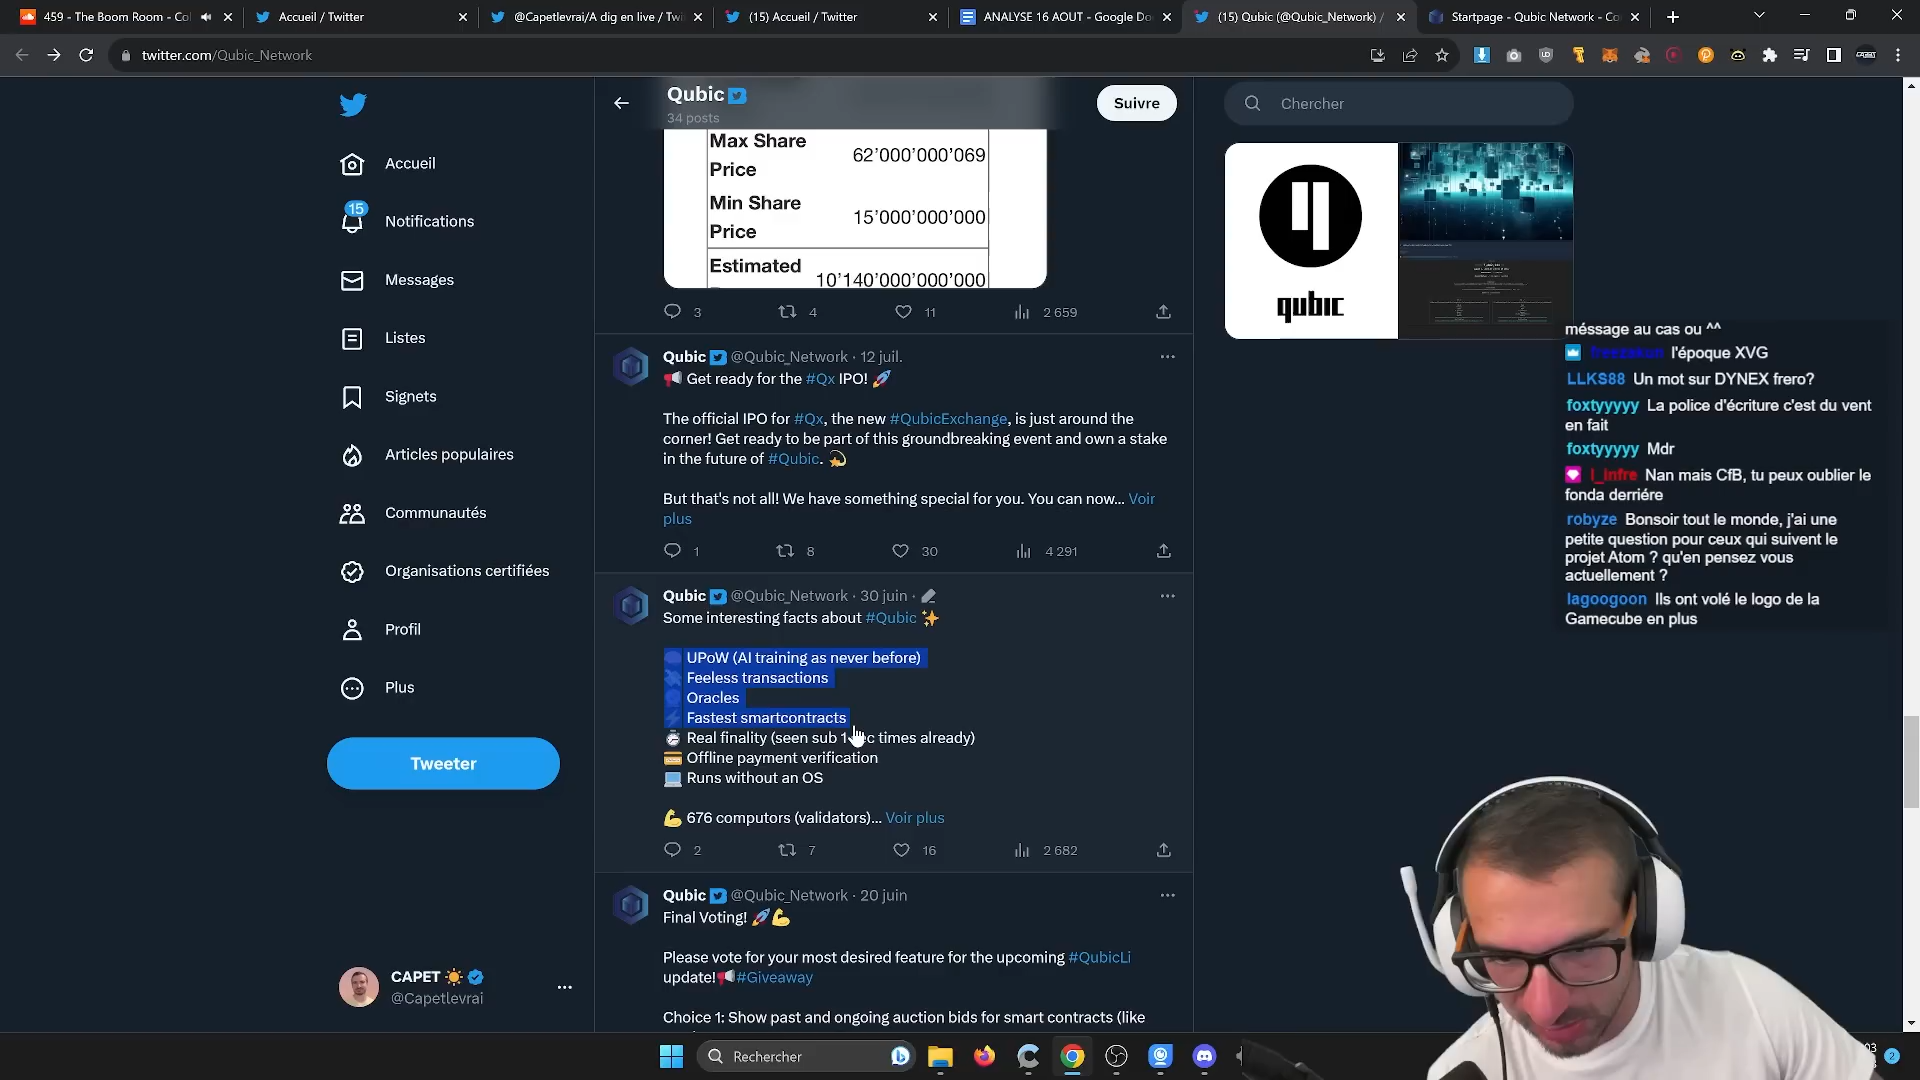 459 - The Boom Room - Co
Accueil / Twitter
@Capetlevrai/A dig en live / Twi
(15) Accueil / Twitter
ANALYSE 16 AOUT - Google Do
(15) Qubic (@Qubic_Network) /
Startpage - Qubic Network - Co
twitter.com/Qubic_Network
Accueil
15
Notifications
Messages
Listes
Signets
Articles populaires
Communautés
Organisations certifiées
Profil
Plus
Tweeter
CAPET
@Capetlevrai
Qubic
34 posts
Suivre
Max Share Price
62’000’000’069
Min Share Price
15’000’000’000
Estimated
10’140’000’000’000
3 4 11 2 659
Qubic @Qubic_Network · 12 juil.
Get ready for the #Qx IPO!
The official IPO for #Qx, the new #QubicExchange, is just around the
corner! Get ready to be part of this groundbreaking event and own a stake
in the future of #Qubic.
But that's not all! We have something special for you. You can now... Voir
plus
1 8 30 4 291
Qubic @Qubic_Network · 30 juin ·
Some interesting facts about #Qubic
UPoW (AI training as never before)
Feeless transactions
Oracles
Fastest smartcontracts
Real finality (seen sub 1 times already)
Offline payment verification
Runs without an OS
676 computors (validators)... Voir plus
2 7 16 2 682
Qubic @Qubic_Network · 20 juin
Final Voting!
Please vote for your most desired feature for the upcoming #QubicLi
update! #Giveaway
Choice 1: Show past and ongoing auction bids for smart contracts (like
Chercher
qubic
méssage au cas ou ^^
l'époque XVG
LLKS88 Un mot sur DYNEX frero?
foxtyyyyy La police d'écriture c'est du vent
en fait
foxtyyyyy Mdr
l_infre Nan mais CfB, tu peux oublier le
fonda derriére
robyze Bonsoir tout le monde, j'ai une
petite question pour ceux qui suivent le
projet Atom ? qu'en pensez vous
actuellement ?
lagoogoon Ils ont volé le logo de la
Gamecube en plus
Rechercher
03
2